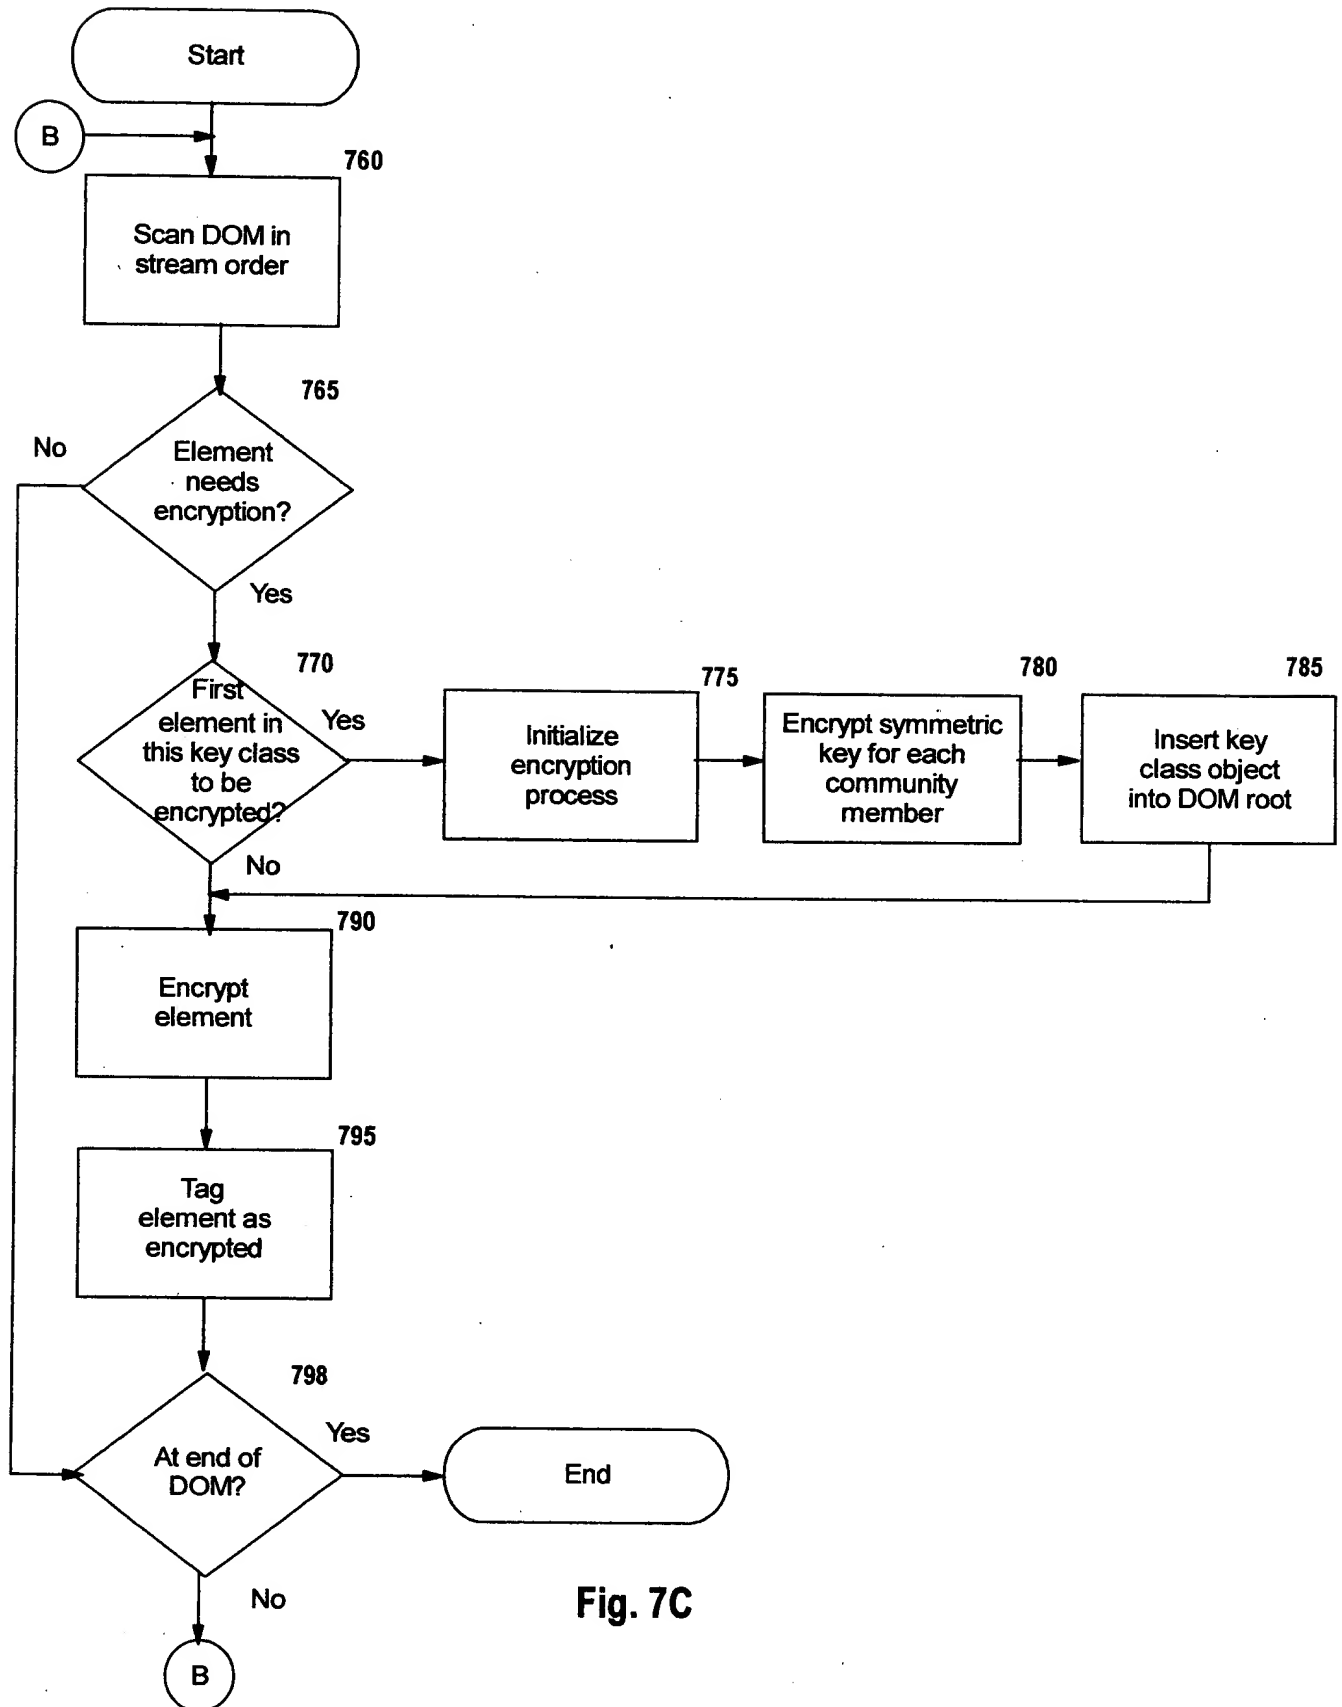 Start
B
760
Scan DOM in
stream order
765
No
Element
needs
encryption?
Yes
770
First
element in
this key class
to be
encrypted?
Yes
No
775
Initialize
encryption
process
780
Encrypt symmetric
key for each
community
member
785
Insert key
class object
into DOM root
790
Encrypt
element
795
Tag
element as
encrypted
798
At end of
DOM?
Yes
End
No
B
Fig. 7C